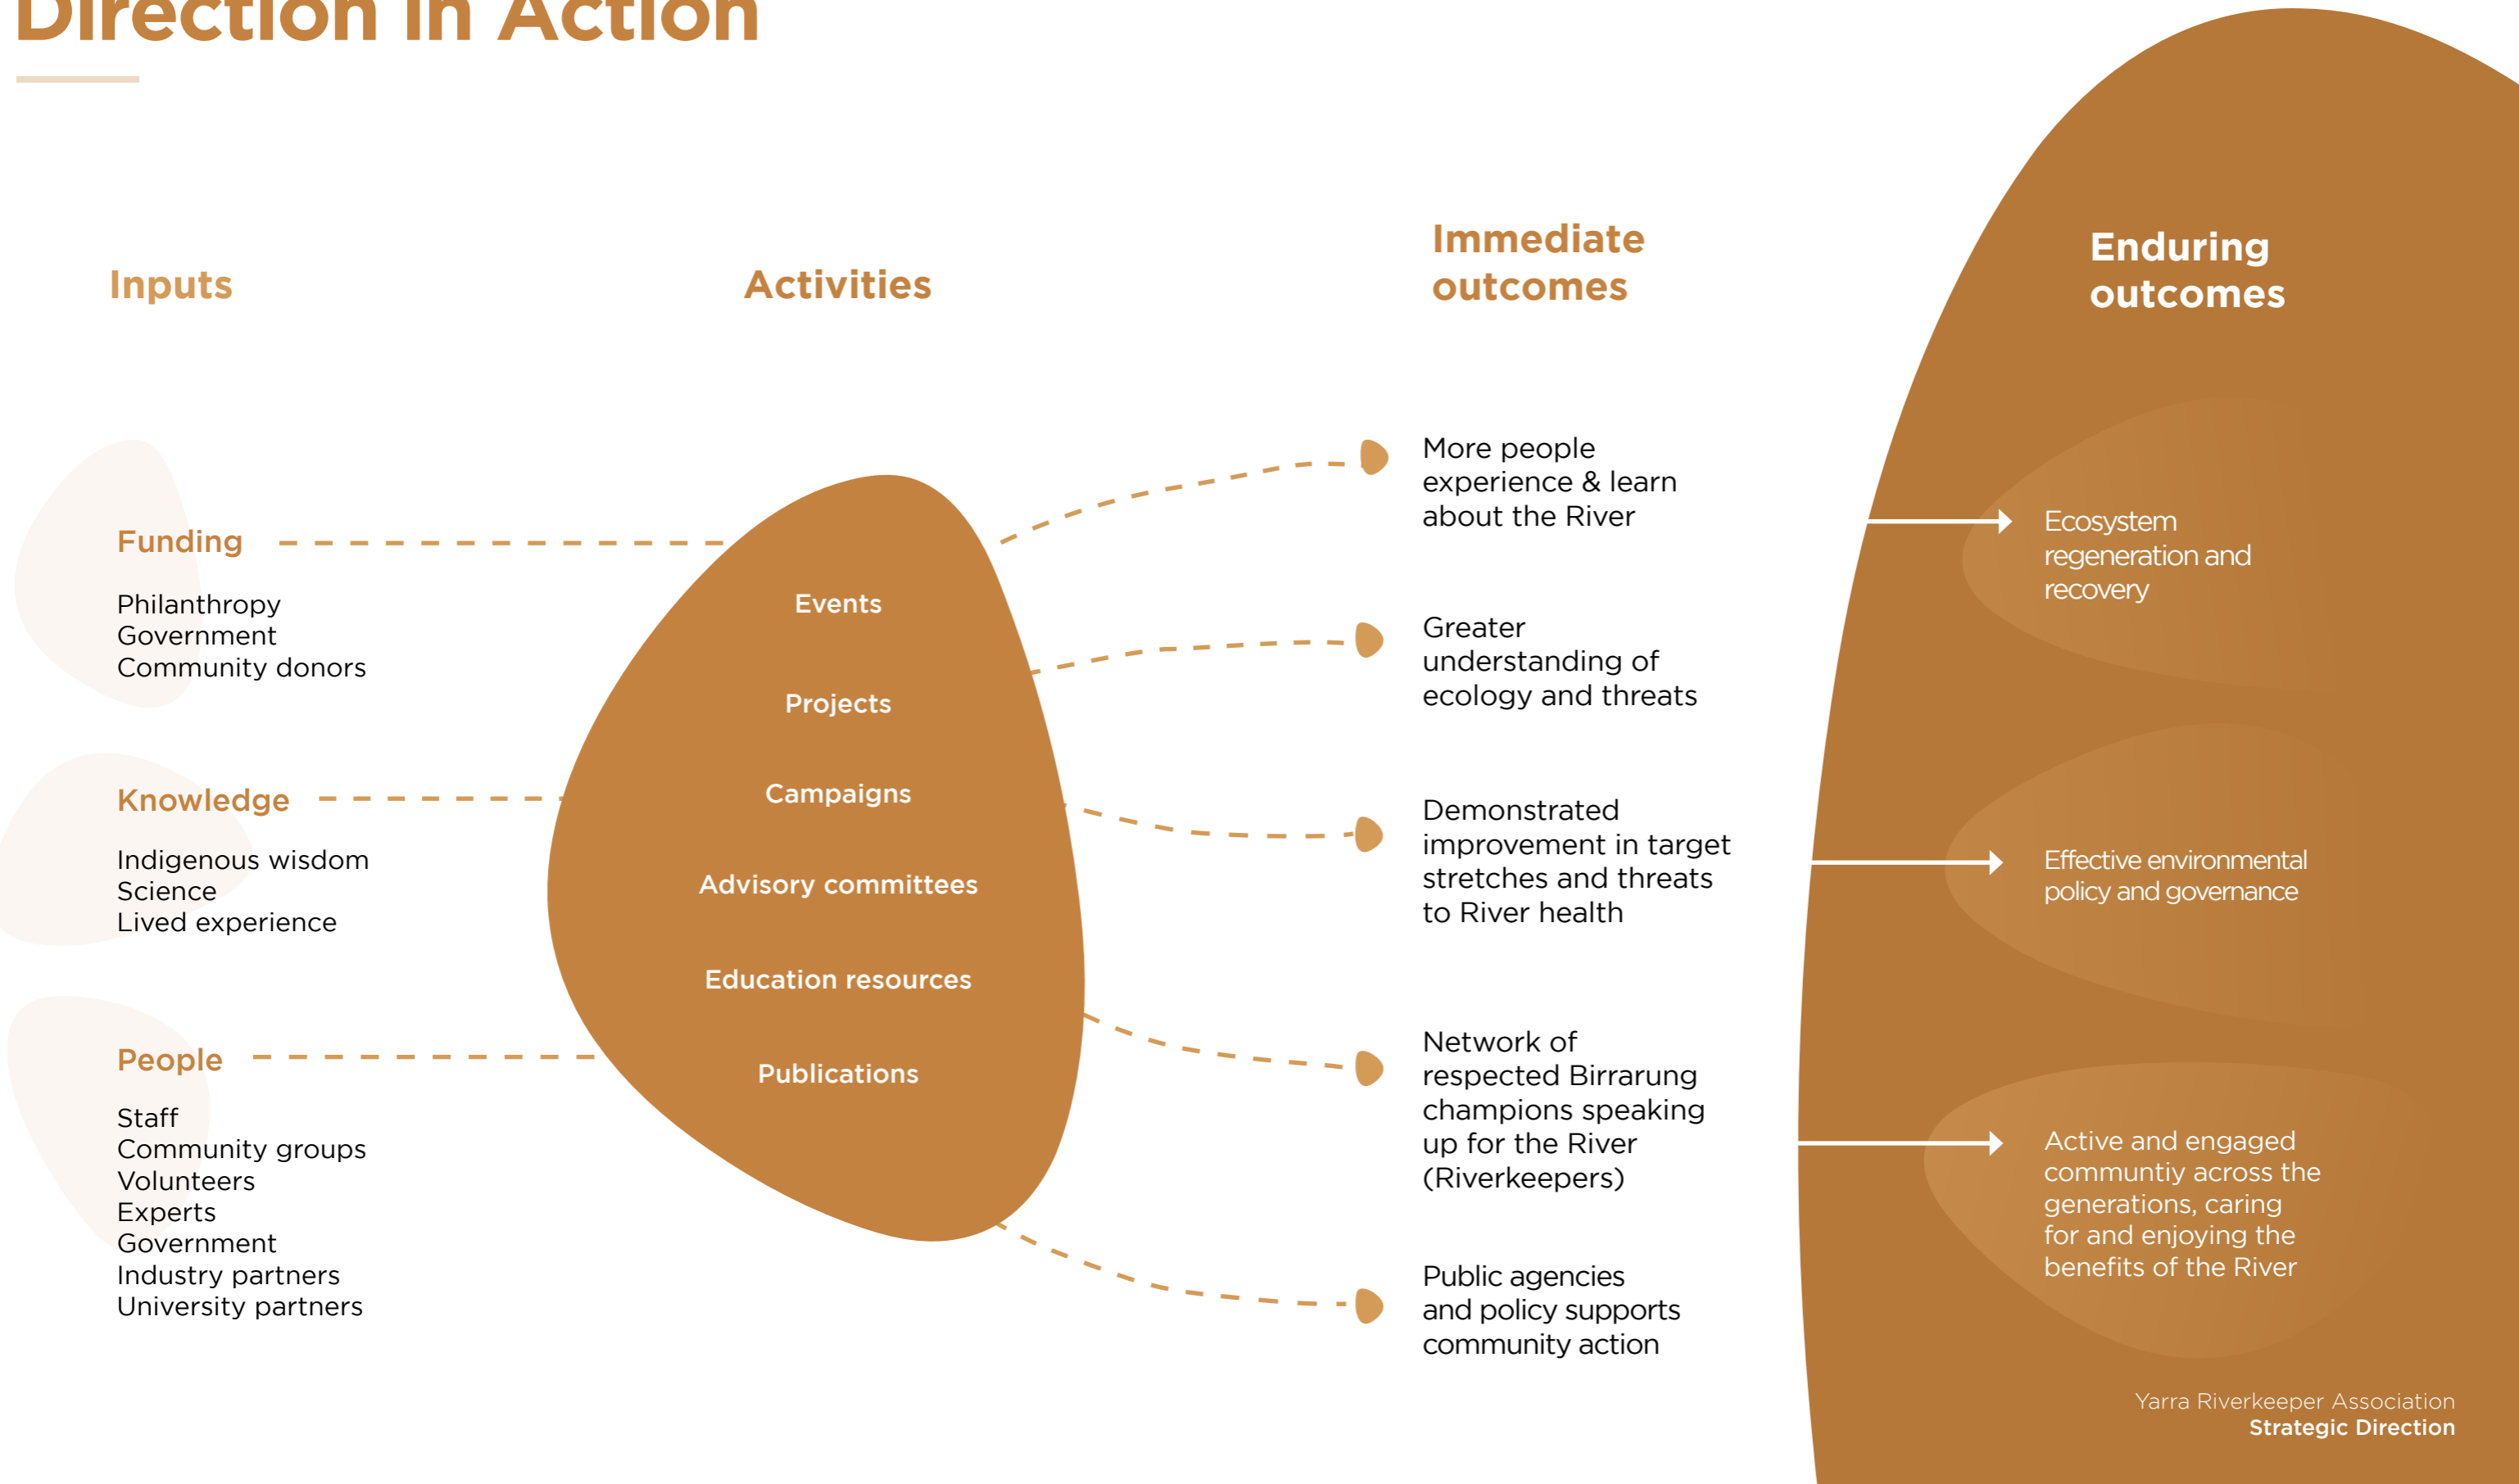 Direction in Action
Inputs
Funding
Philanthropy
Government
Community donors
Knowledge
Indigenous wisdom
Science
Lived experience
People
Staff
Community groups
Volunteers
Experts
Government
Industry partners
University partners
Activities
Events
Projects
Campaigns
Advisory committees
Education resources
Publications
Immediate
outcomes
More people
experience & learn
about the River
Greater
understanding of
ecology and threats
Demonstrated
improvement in target
stretches and threats
to River health
Network of
respected Birrarung
champions speaking
up for the River
(Riverkeepers)
Public agencies
and policy supports
community action
Enduring
outcomes
Ecosystem
regeneration and
recovery
Effective environmental
policy and governance
Active and engaged
communtiy across the
generations, caring
for and enjoying the
benefits of the River
Yarra Riverkeeper Association
Strategic Direction